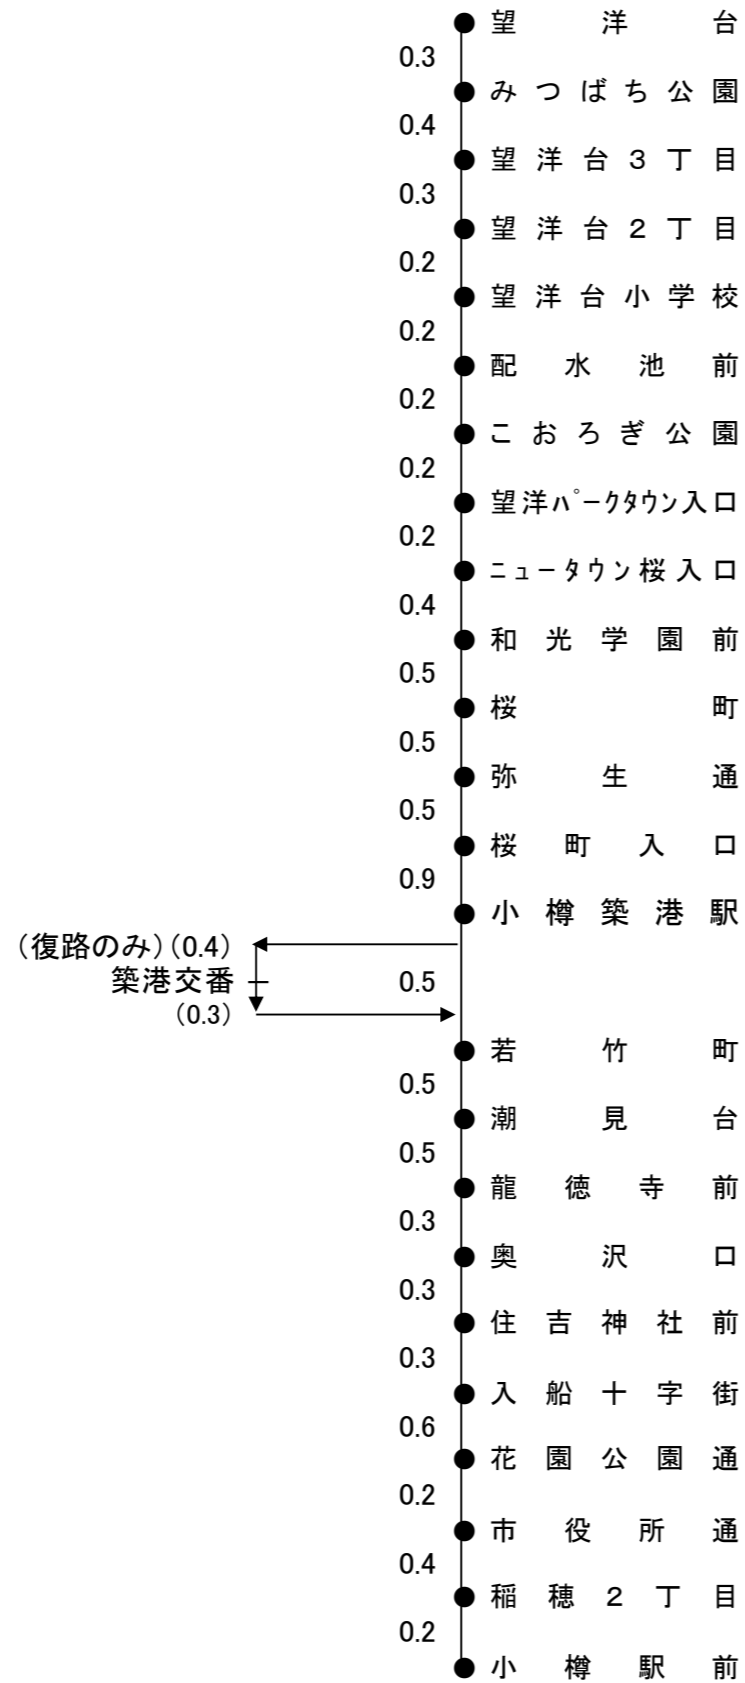 望洋台
0.3
みつばち公園
0.4
望洋台3丁目
0.3
望洋台2丁目
0.2
望洋台小学校
0.2
配水池前
0.2
こおろぎ公園
0.2
望洋パークタウン入口
0.2
ニュータウン桜入口
0.4
和光学園前
0.5
桜町
0.5
弥生通
0.5
桜町入口
0.9
小樽築港駅
(復路のみ)(0.4)
築港交番 0.5
(0.3)
若竹町
0.5
潮見台
0.5
龍徳寺前
0.3
奥沢口
0.3
住吉神社前
0.3
入船十字街
0.6
花園公園通
0.2
市役所通
0.4
稲穂2丁目
0.2
小樽駅前